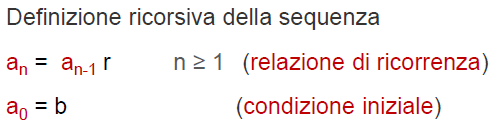 Definizione ricorsiva della sequenza
aₙ = aₙ₋₁ r n ≥ 1 (relazione di ricorrenza)
a₀ = b (condizione iniziale)